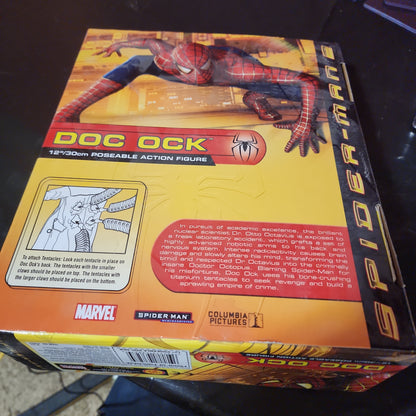 SPIDER-MAN 2
DOC OCK
12"/30cm POSEABLE ACTION FIGURE
In pursuit of academic excellence, the brilliant
nuclear scientist Dr. Otto Octavius is exposed to
a freak laboratory accident, which grafts a set of
highly advanced robotic arms to his back and
nervous system. Intense radioactivity causes brain
damage and slowly alters his mind, transforming the
timid and respected Dr. Octavius into the criminally
insane Doctor Octopus. Blaming Spider-Man for
his misfortune, Doc Ock uses his bone-crushing
titanium tentacles to seek revenge and build a
sprawling empire of crime.
To attach Tentacles: Look each tentacle in place on
Doc Ock's back. The tentacles with the smaller
claws should be placed on top. The tentacles with
the larger claws should be placed on the bottom.
MARVEL
SPIDER-MAN
COLUMBIA
PICTURES
DOC OCK